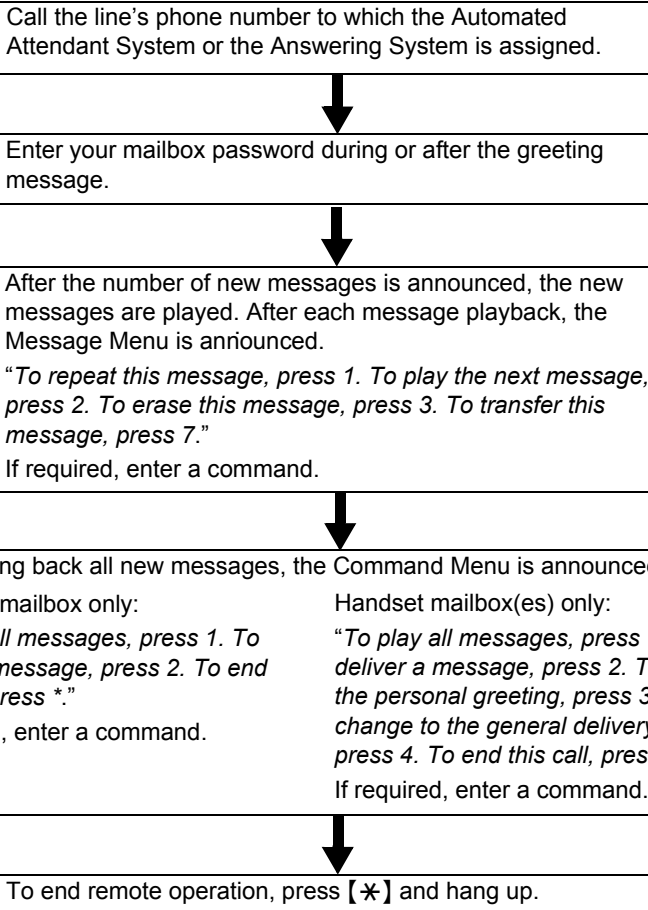 Call the line's phone number to which the Automated
Attendant System or the Answering System is assigned.
Enter your mailbox password during or after the greeting
message.
After the number of new messages is announced, the new
messages are played. After each message playback, the
Message Menu is announced.
“To repeat this message, press 1. To play the next message,
press 2. To erase this message, press 3. To transfer this
message, press 7.”
If required, enter a command.
back all new messages, the Command Menu is
mailbox only:
messages, press 1. To
message, press 2. To end
*.”
, enter a command.
Handset mailbox(es) only:
“To play all messages, press
deliver a message, press 2.
the personal greeting, press 3
change to the general delivery
press 4. To end this call,
If required, enter a command.
To end remote operation, press【*】and hang up.